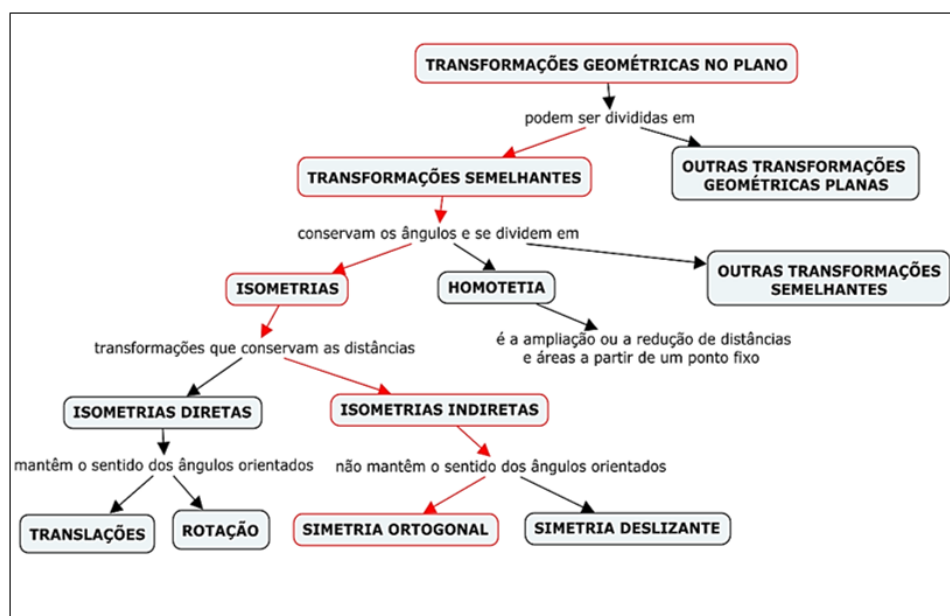 TRANSFORMAÇÕES GEOMÉTRICAS NO PLANO
podem ser divididas em
TRANSFORMAÇÕES SEMELHANTES
OUTRAS TRANSFORMAÇÕES
GEOMÉTRICAS PLANAS
conservam os ângulos e se dividem em
ISOMETRIAS
HOMOTETIA
OUTRAS TRANSFORMAÇÕES
SEMELHANTES
transformações que conservam as distâncias
é a ampliação ou a redução de distâncias
e áreas a partir de um ponto fixo
ISOMETRIAS DIRETAS
ISOMETRIAS INDIRETAS
mantêm o sentido dos ângulos orientados
não mantêm o sentido dos ângulos orientados
TRANSLAÇÕES
ROTAÇÃO
SIMETRIA ORTOGONAL
SIMETRIA DESLIZANTE